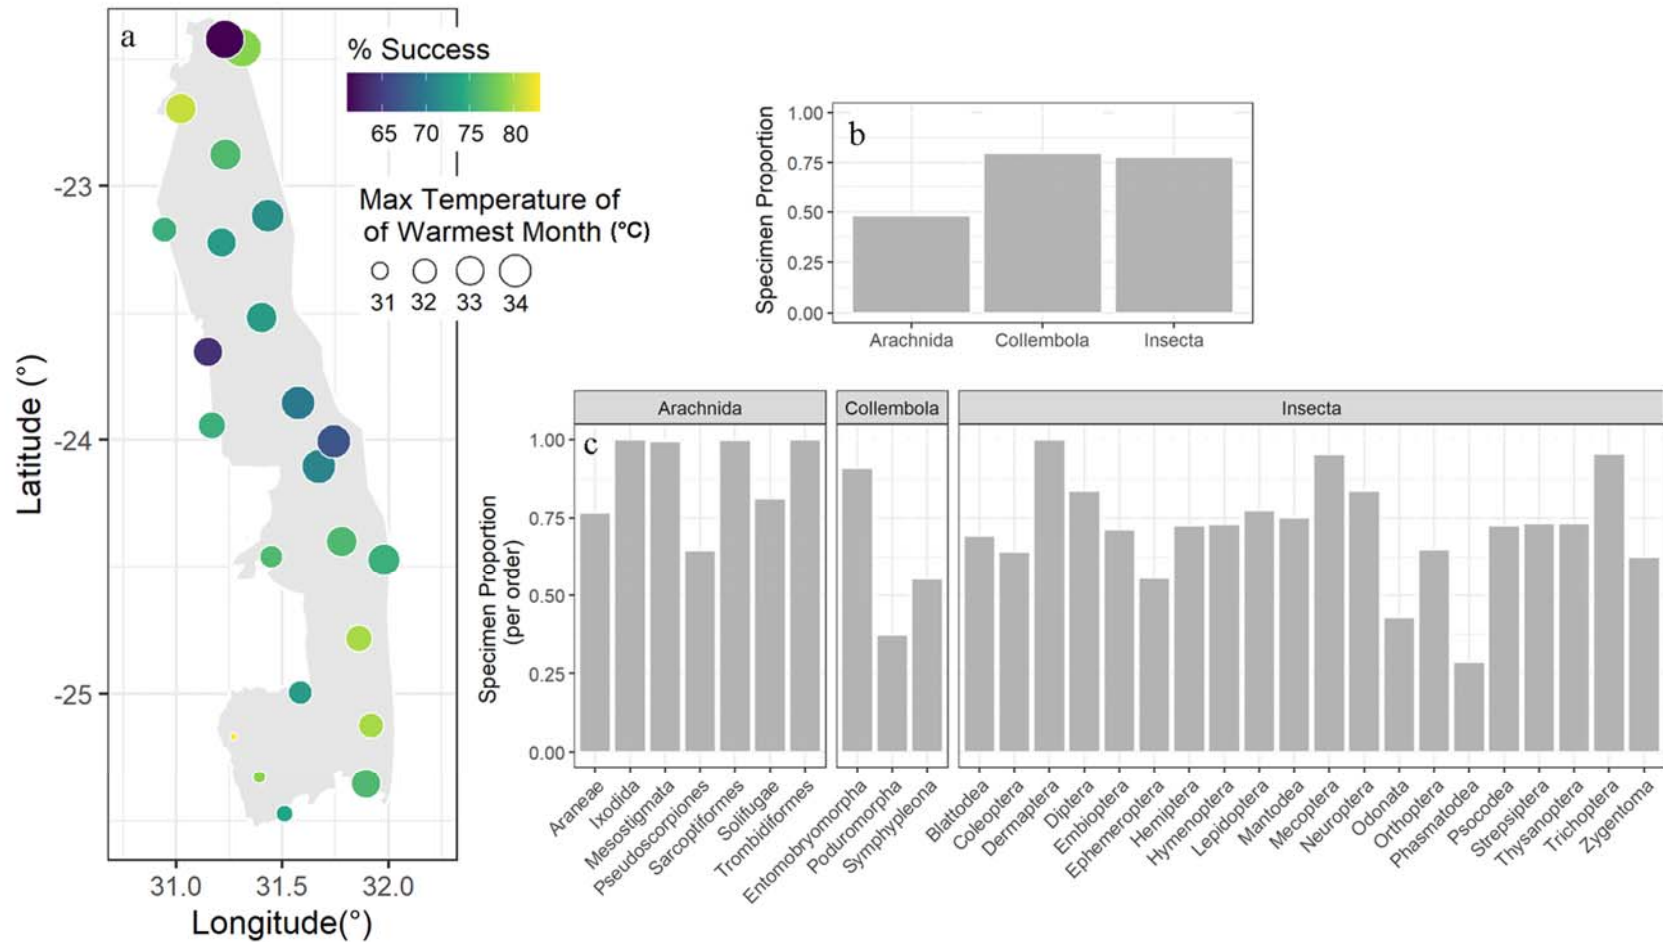 a
% Success
65 70 75 80
Max Temperature of
of Warmest Month (°C)
31 32 33 34
-23
-24
-25
Latitude (°)
31.0 31.5 32.0
Longitude(°)
b
Specimen Proportion
1.00
0.75
0.50
0.25
0.00
Arachnida Collembola Insecta
Arachnida Collembola Insecta
c
Specimen Proportion
(per order)
1.00
0.75
0.50
0.25
0.00
Araneae
Ixodida
Mesostigmata
Pseudoscorpiones
Sarcoptiformes
Solifugae
Trombidiformes
Entomobryomorpha
Poduromorpha
Symphypleona
Blattodea
Coleoptera
Dermaptera
Diptera
Embioptera
Ephemeroptera
Hemiptera
Hymenoptera
Lepidoptera
Mantodea
Mecoptera
Neuroptera
Odonata
Orthoptera
Phasmatodea
Psocodea
Strepsiptera
Thysanoptera
Trichoptera
Zygentoma